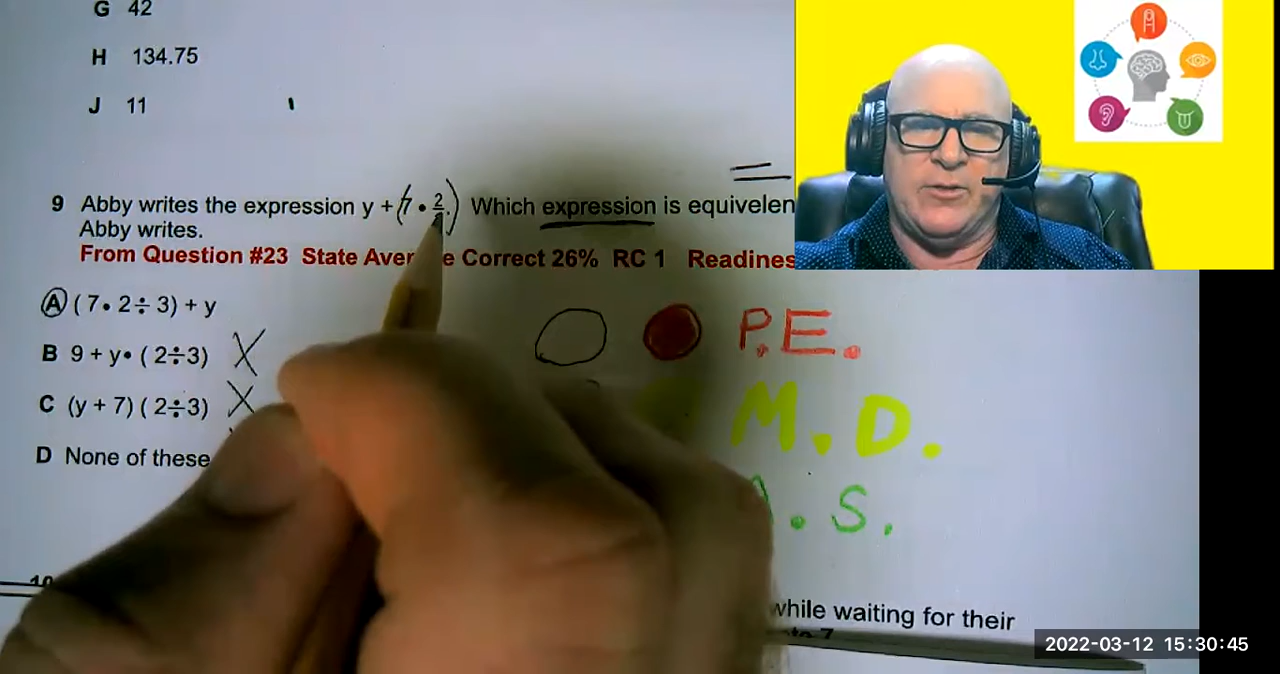 G 42
H 134.75
J 11
9 Abby writes the expression y + (7 • 2 Which expression is equivelen
Abby writes.
From Question #23 State Aver e Correct 26% RC 1 Readines
A (7 • 2 ÷ 3) + y
B 9 + y • (2 ÷ 3) X
C (y + 7) (2 ÷ 3) X
D None of these
P.E.
M.D.
A.S.
10
while waiting for their
2022-03-12 15:30:45